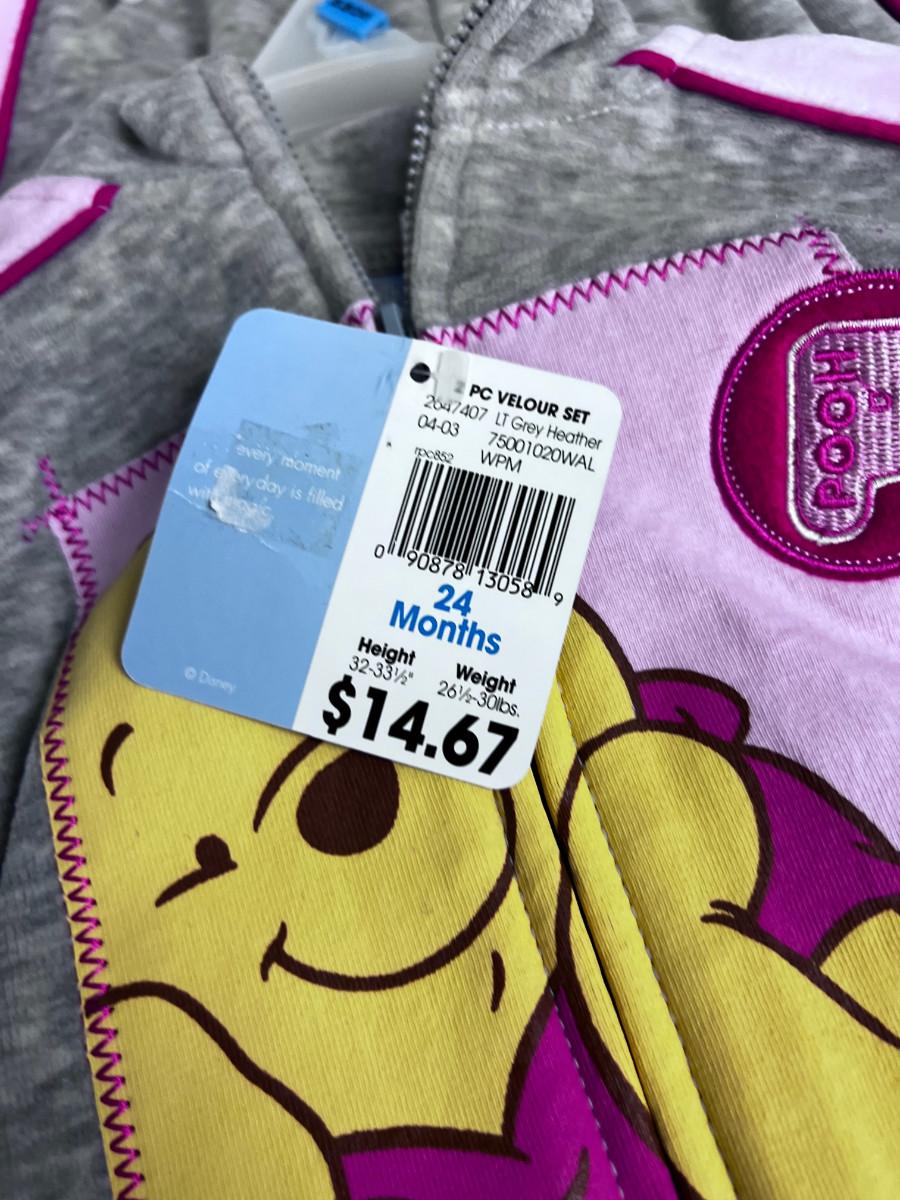 every moment
of every day is filled
with magic.
© Disney
2 PC VELOUR SET
2647407 LT Grey Heather
04-03 75001020WAL
rpc852 WPM
0 90878 13058 9
24
Months
Height
32-33½"
Weight
26½-30lbs.
$14.67
POOH